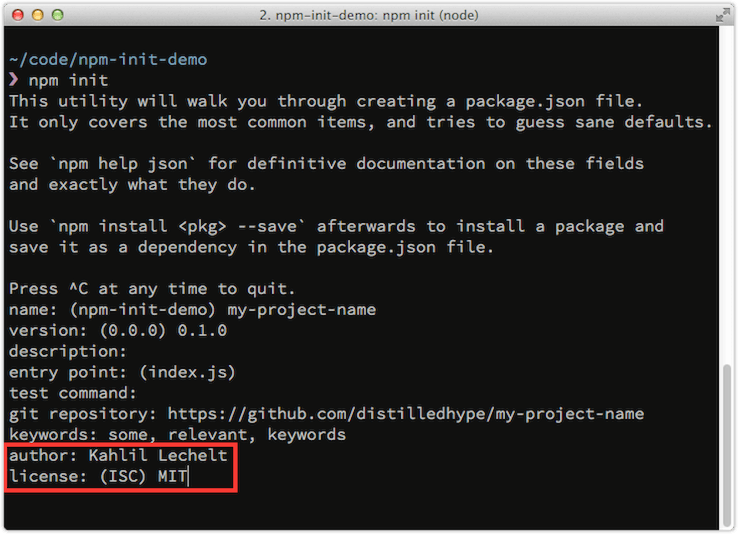 2. npm-init-demo: npm init (node)
~/code/npm-init-demo
❯ npm init
This utility will walk you through creating a package.json file.
It only covers the most common items, and tries to guess sane defaults.
See `npm help json` for definitive documentation on these fields
and exactly what they do.
Use `npm install <pkg> --save` afterwards to install a package and
save it as a dependency in the package.json file.
Press ^C at any time to quit.
name: (npm-init-demo) my-project-name
version: (0.0.0) 0.1.0
description:
entry point: (index.js)
test command:
git repository: https://github.com/distilledhype/my-project-name
keywords: some, relevant, keywords
author: Kahlil Lechelt
license: (ISC) MIT